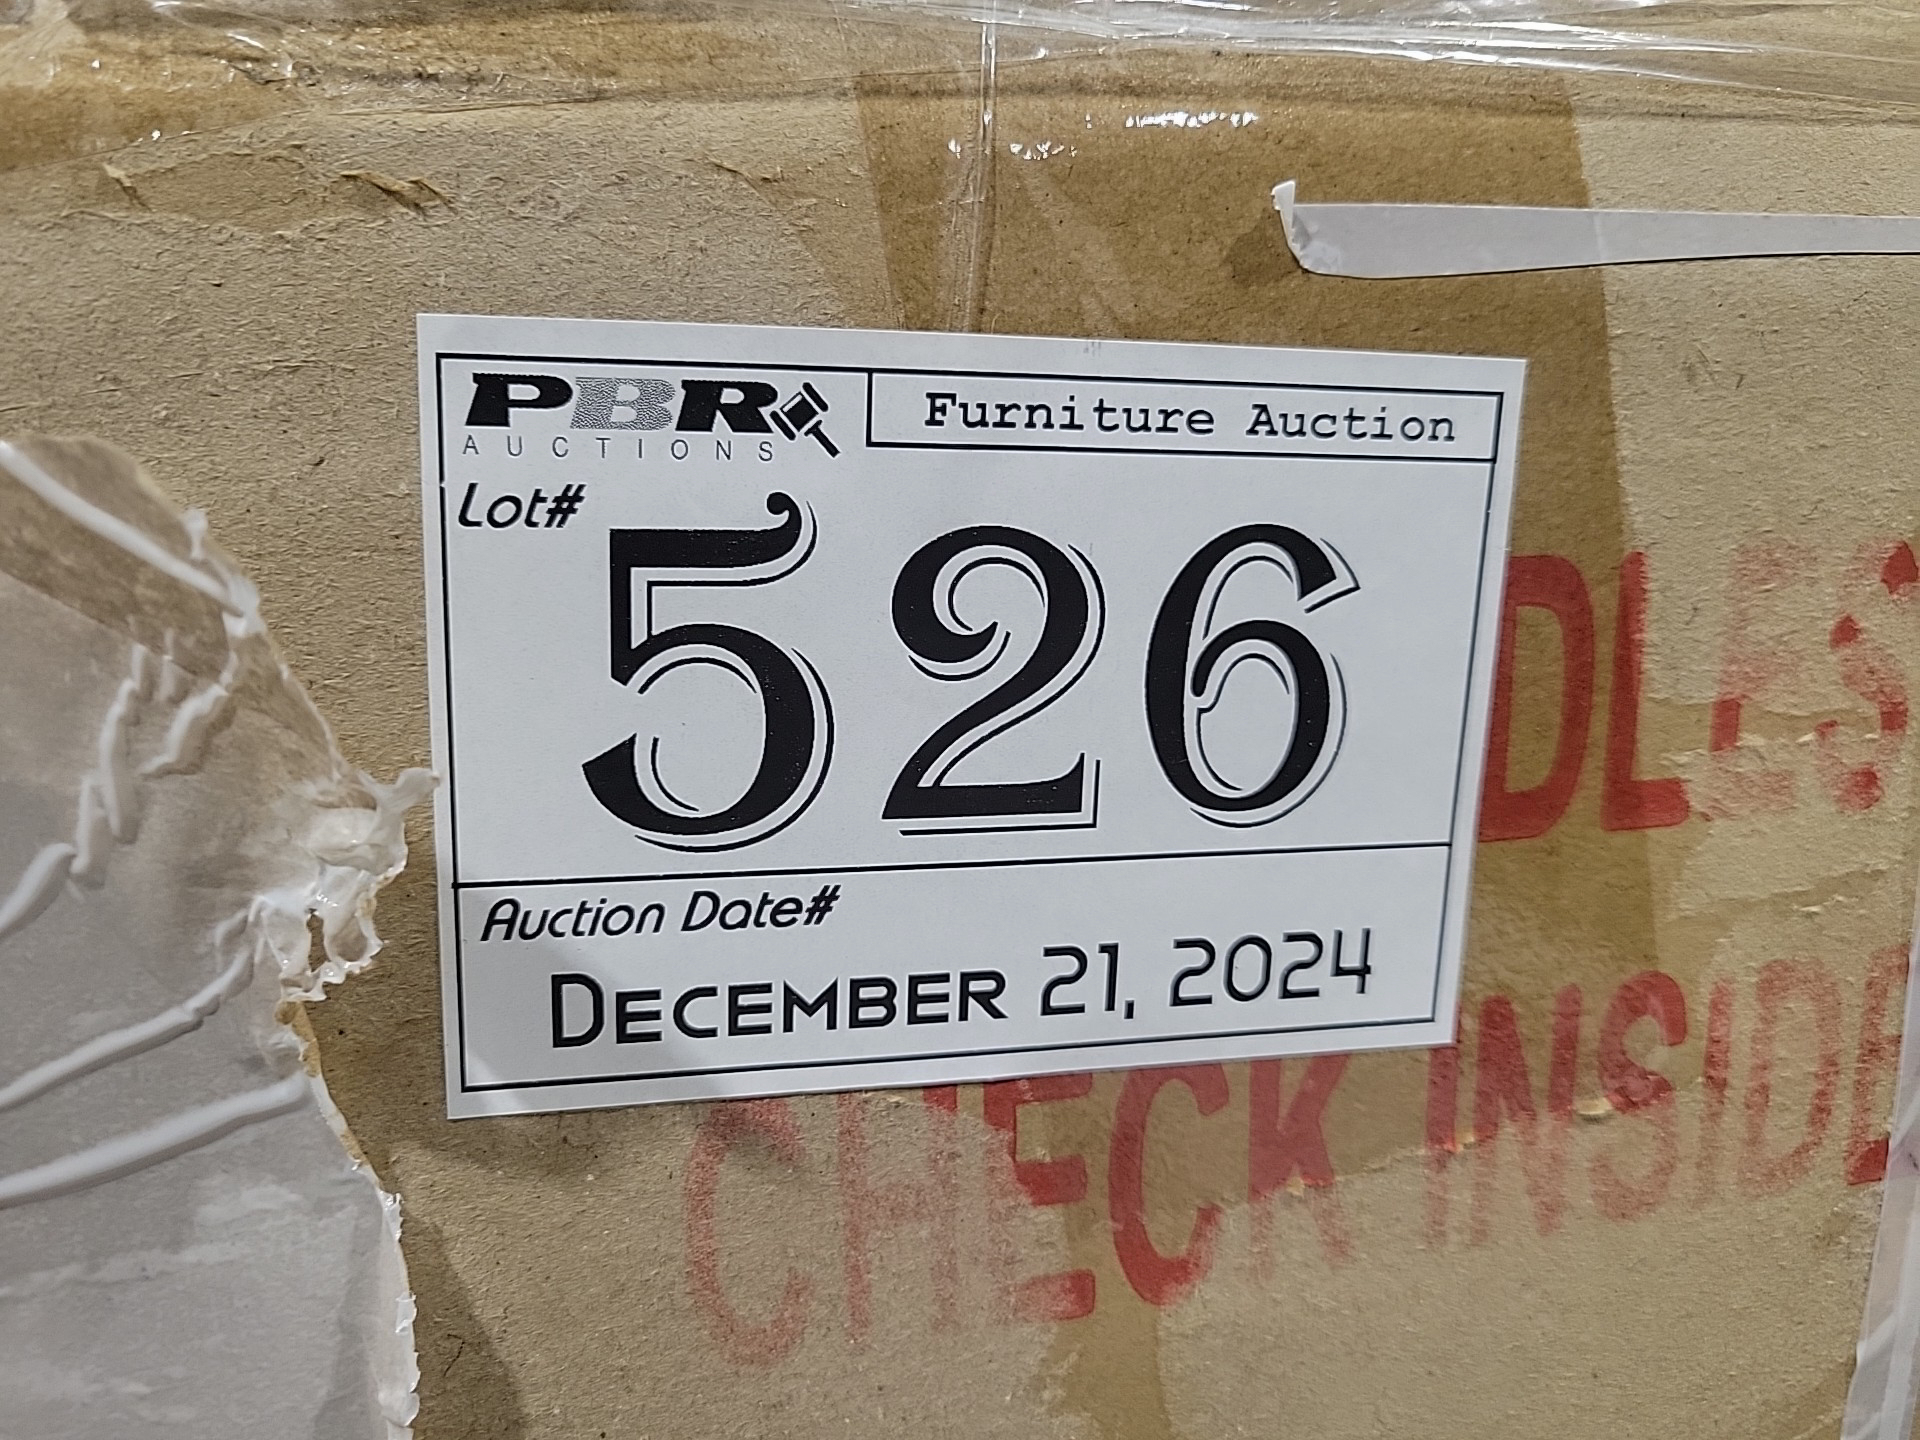 PBR
AUCTIONS
Furniture Auction
Lot#
526
Auction Date#
DECEMBER 21, 2024
CHECK INSIDE